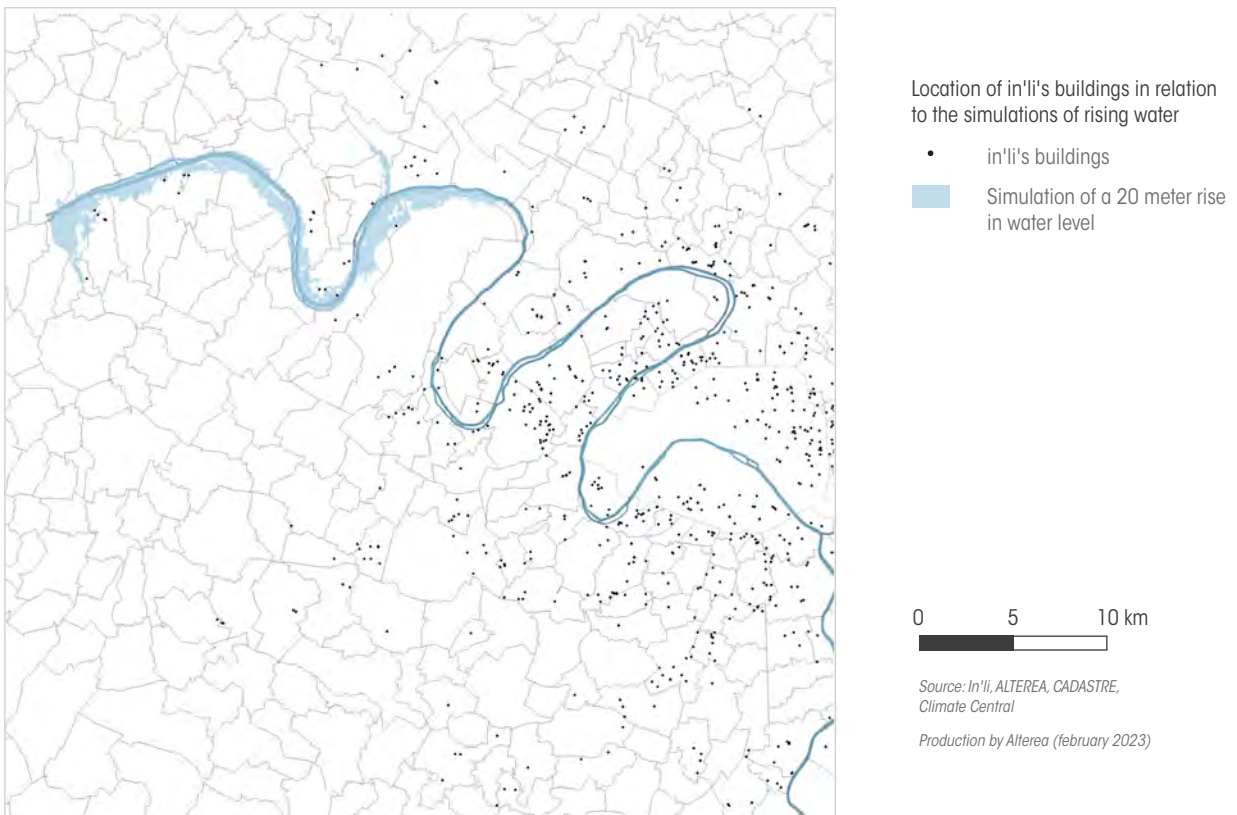 Location of in'li's buildings in relation
to the simulations of rising water
in'li's buildings
Simulation of a 20 meter rise
in water level
0 5 10 km
Source: In'li, ALTEREA, CADASTRE,
Climate Central
Production by Alterea (february 2023)